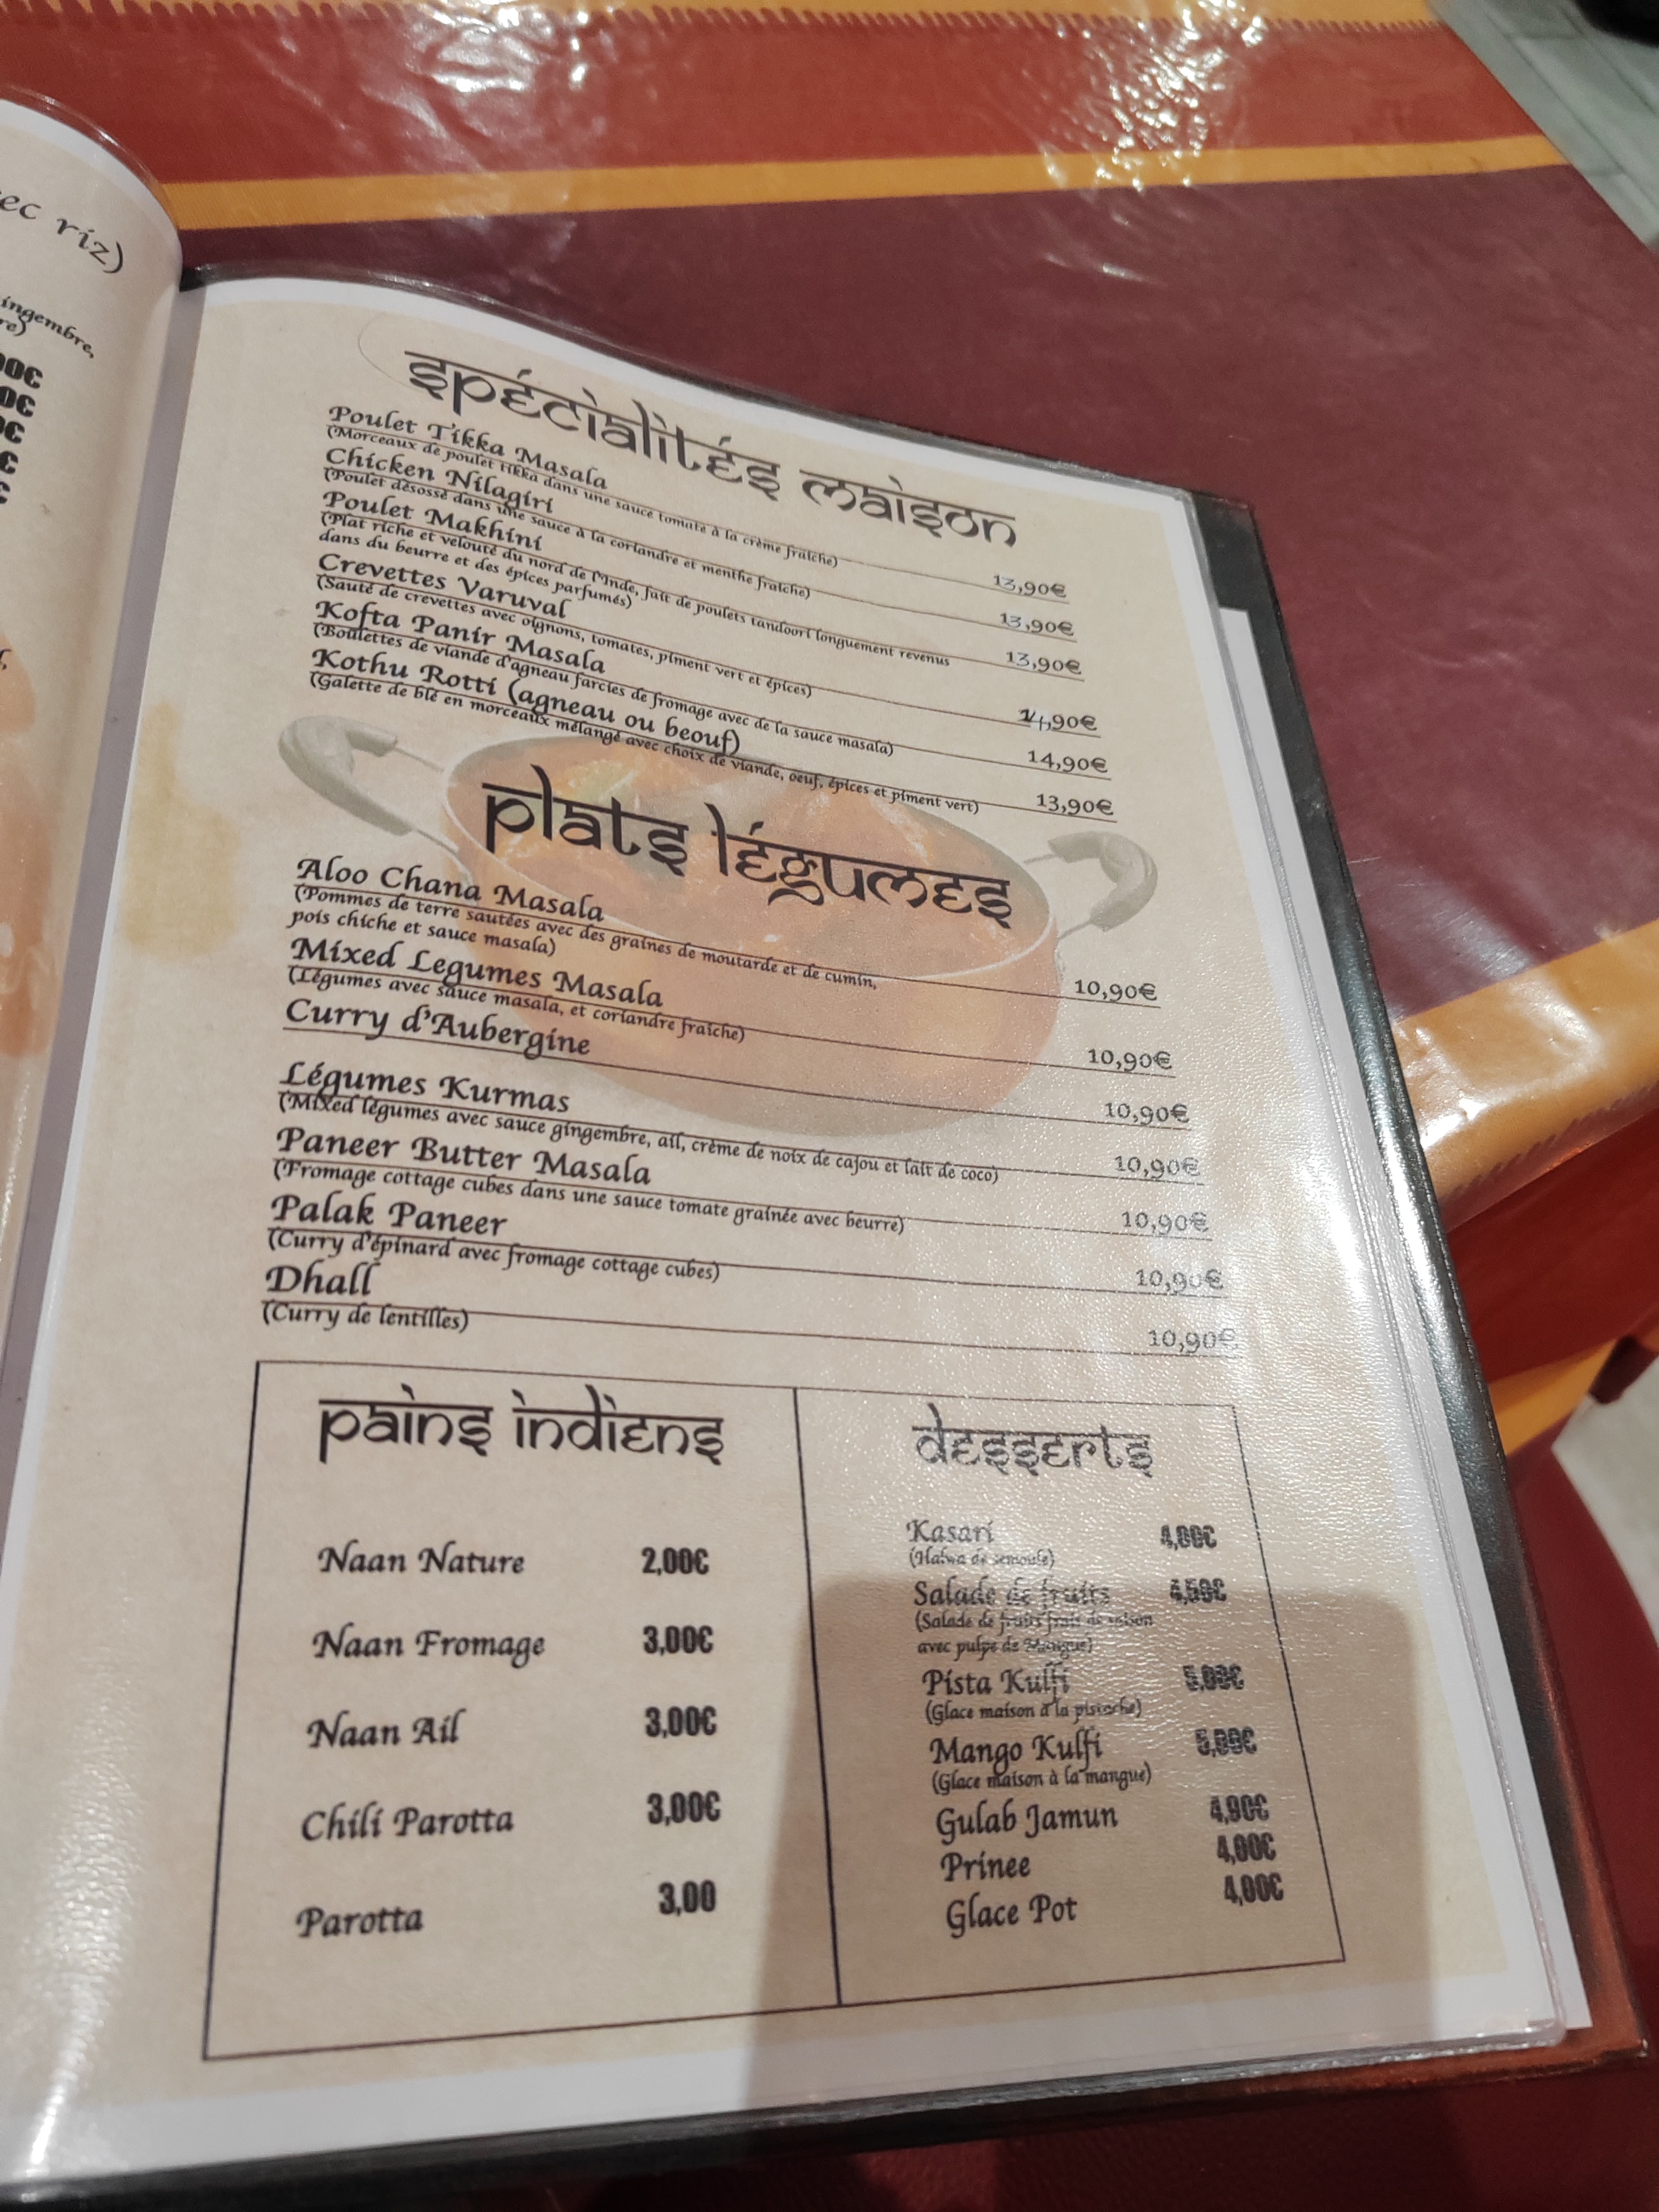 ec riz)
ingembre,
re)
00€
0€
€
€
€
Spécialités maison
Poulet Tikka Masala
(Morceaux de poulet tikka dans une sauce tomate à la crème fraîche) 13,90€
Chicken Nilagiri
(Poulet désossé dans une sauce à la coriandre et menthe fraîche) 13,90€
Poulet Makhini
(Plat riche et velouté du nord de l'Inde, fait de poulets tandoori longuement revenus 13,90€
dans du beurre et des épices parfumés)
Crevettes Varuval
(Sauté de crevettes avec oignons, tomates, piment vert et épices) 14,90€
Kofta Panir Masala
(Boulettes de viande d'agneau farcies de fromage avec de la sauce masala) 14,90€
Kothu Rotti (agneau ou beouf)
(Galette de blé en morceaux mélangé avec choix de viande, oeuf, épices et piment vert) 13,90€
plats légumes
Aloo Chana Masala
(Pommes de terre sautées avec des graines de moutarde et de cumin, 10,90€
pois chiche et sauce masala)
Mixed Legumes Masala
(Légumes avec sauce masala, et coriandre fraîche) 10,90€
Curry d'Aubergine 10,90€
Légumes Kurmas
(Mixed légumes avec sauce gingembre, ail, crème de noix de cajou et lait de coco) 10,90€
Paneer Butter Masala
(Fromage cottage cubes dans une sauce tomate grainée avec beurre) 10,90€
Palak Paneer
(Curry d'épinard avec fromage cottage cubes) 10,90€
Dhall
(Curry de lentilles) 10,90€
pains indiens
Naan Nature 2,00€
Naan Fromage 3,00€
Naan Ail 3,00€
Chili Parotta 3,00€
Parotta 3,00
desserts
Kasari 4,00€
(Halwa de semoule)
Salade de fruits 4,50€
(Salade de fruits frais de saison
avec pulpe de Mangue)
Pista Kulfi 5,00€
(Glace maison à la pistache)
Mango Kulfi 5,00€
(Glace maison à la mangue)
Gulab Jamun 4,90€
Prinee 4,00€
Glace Pot 4,00€